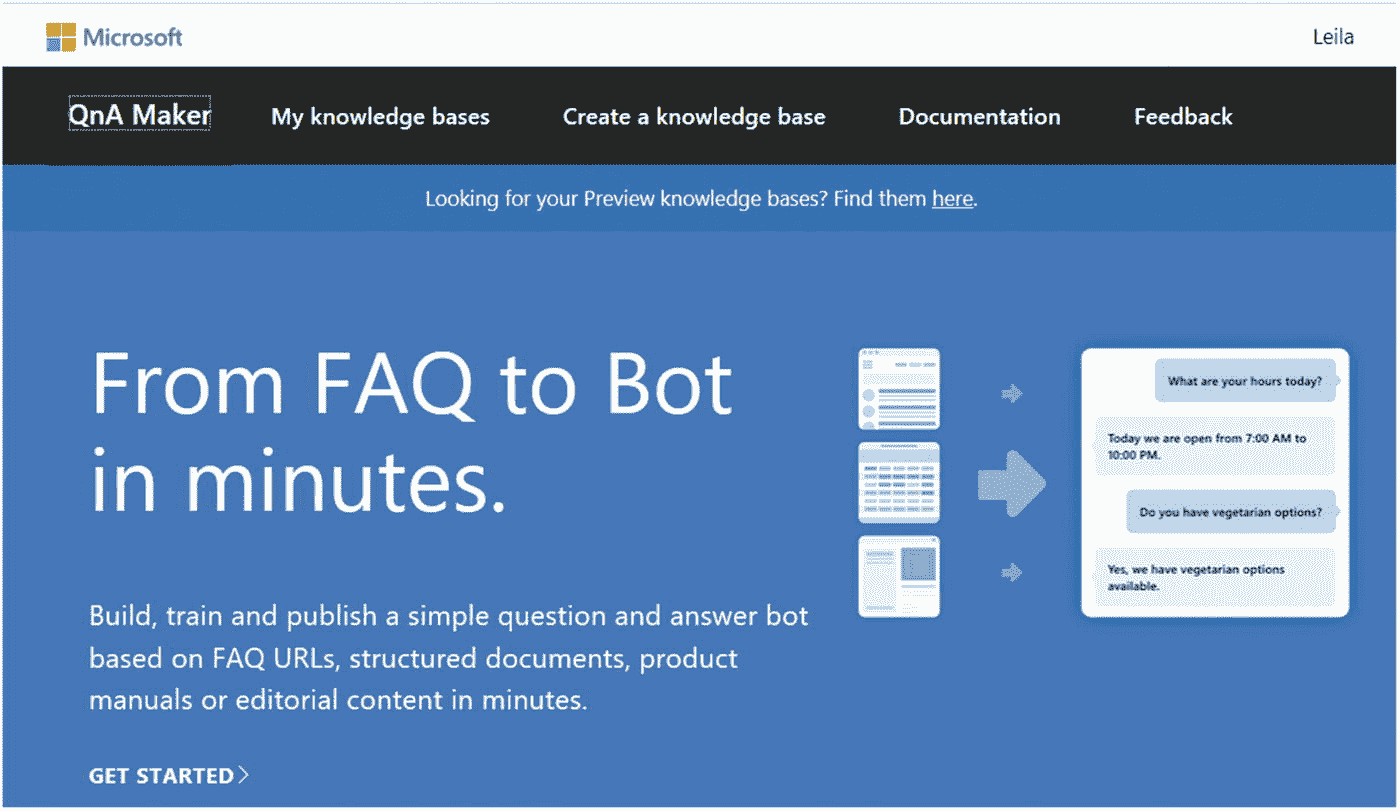 Microsoft
Leila
QnA Maker
My knowledge bases
Create a knowledge base
Documentation
Feedback
Looking for your Preview knowledge bases? Find them here.
From FAQ to Bot
in minutes.
Build, train and publish a simple question and answer bot
based on FAQ URLs, structured documents, product
manuals or editorial content in minutes.
GET STARTED
What are your hours today?
Today we are open from 7:00 AM to
10:00 PM.
Do you have vegetarian options?
Yes, we have vegetarian options
available.